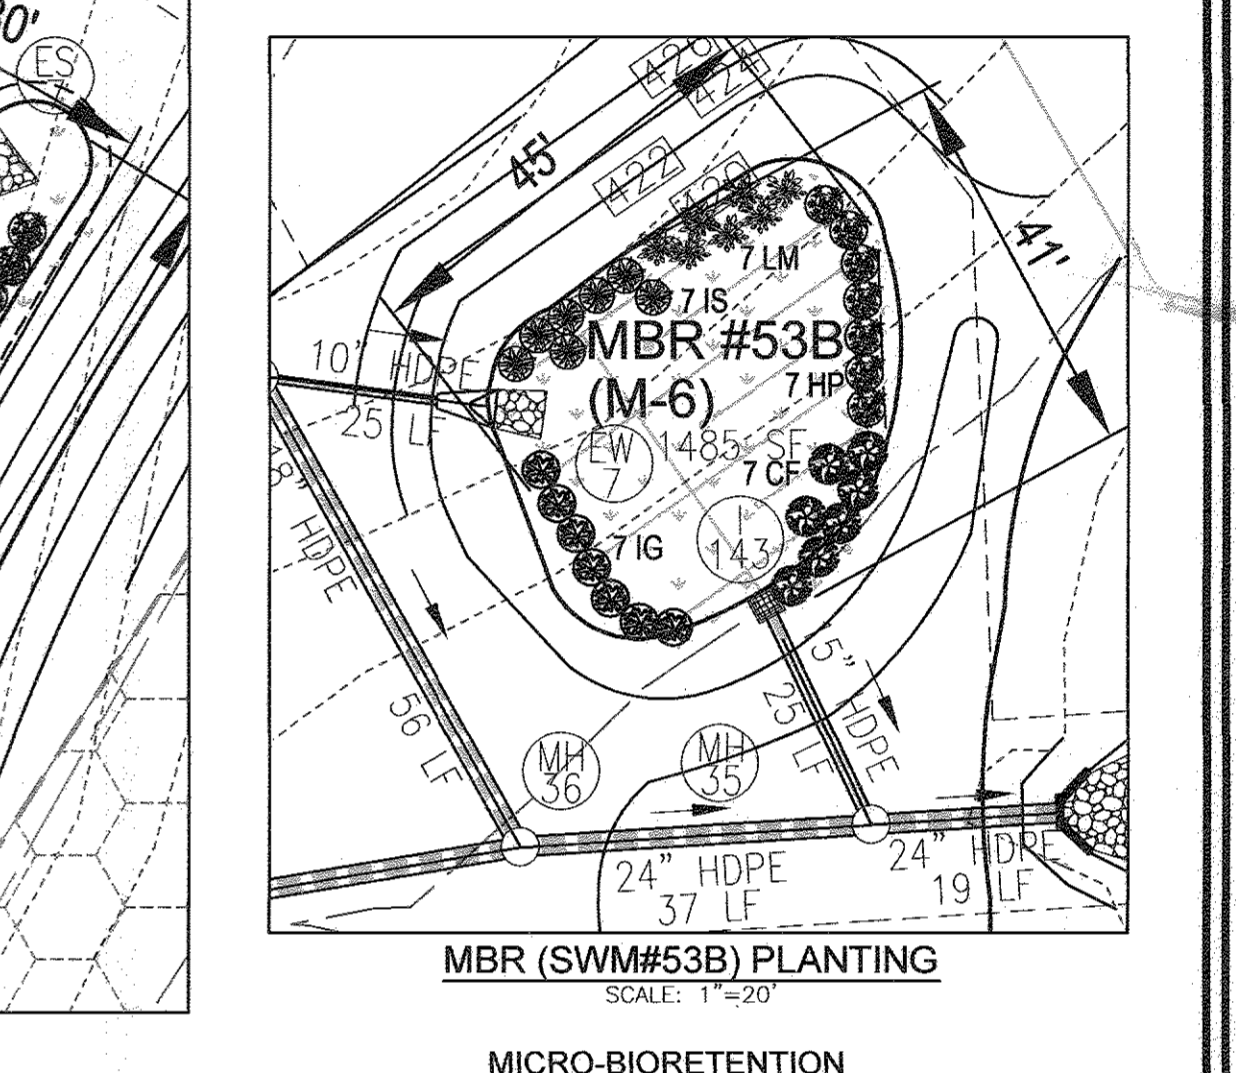 30'
ES
7
426
424
45'
422
420
41'
7 LM
7 IS
MBR #53B
(M-6)
7 HP
10' HDPE
25 LF
EW
7
1485 SF
7 CF
I
143
7 IG
18" HDPE
56 LF
5" HDPE
25 LF
MH
36
MH
35
24" HDPE
37 LF
24" HDPE
19 LF
MBR (SWM#53B) PLANTING
SCALE: 1"=20'
MICRO-BIORETENTION